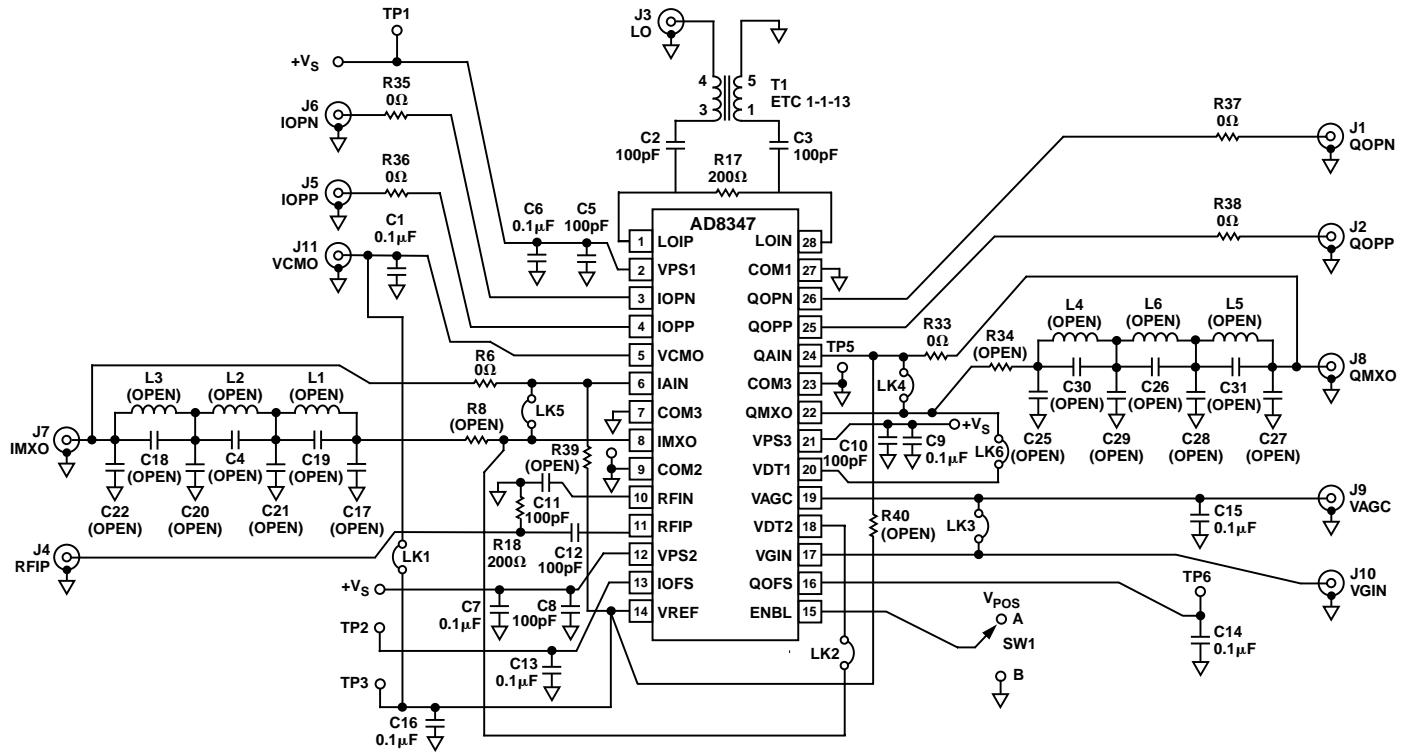 TP1
+VS
R35
0Ω
J6
IOPN
R36
0Ω
J5
IOPP
C1
0.1µF
J11
VCMO
C6
0.1µF
C5
100pF
J3
LO
4
3
5
1
T1
ETC 1-1-13
C2
100pF
C3
100pF
R17
200Ω
R37
0Ω
J1
QOPN
R38
0Ω
J2
QOPP
AD8347
1 LOIP
2 VPS1
3 IOPN
4 IOPP
5 VCMO
6 IAIN
7 COM3
8 IMXO
9 COM2
10 RFIN
11 RFIP
12 VPS2
13 IOFS
14 VREF
LOIN 28
COM1 27
QOPN 26
QOPP 25
QAIN 24
COM3 23
QMXO 22
VPS3 21
VDT1 20
VAGC 19
VDT2 18
VGIN 17
QOFS 16
ENBL 15
R6
0Ω
L3
(OPEN)
L2
(OPEN)
L1
(OPEN)
R8
(OPEN)
LK5
J7
IMXO
C18
(OPEN)
C4
(OPEN)
C19
(OPEN)
C22
(OPEN)
C20
(OPEN)
C21
(OPEN)
C17
(OPEN)
R39
(OPEN)
C11
100pF
R18
200Ω
C12
100pF
J4
RFIP
LK1
+VS
C7
0.1µF
C8
100pF
TP2
C13
0.1µF
TP3
C16
0.1µF
TP5
R33
0Ω
LK4
R34
(OPEN)
L4
(OPEN)
L6
(OPEN)
L5
(OPEN)
J8
QMXO
C30
(OPEN)
C26
(OPEN)
C31
(OPEN)
C25
(OPEN)
C29
(OPEN)
C28
(OPEN)
C27
(OPEN)
+VS
C10
100pF
C9
0.1µF
LK6
R40
(OPEN)
LK3
C15
0.1µF
J9
VAGC
J10
VGIN
TP6
C14
0.1µF
VPOS
A
SW1
B
LK2